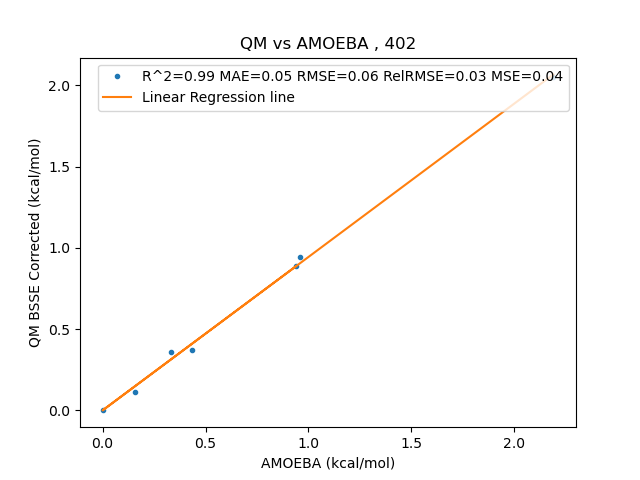 QM vs AMOEBA , 402
R^2=0.99 MAE=0.05 RMSE=0.06 RelRMSE=0.03 MSE=0.04
Linear Regression line
QM BSSE Corrected (kcal/mol)
2.0
1.5
1.0
0.5
0.0
0.0 0.5 1.0 1.5 2.0
AMOEBA (kcal/mol)